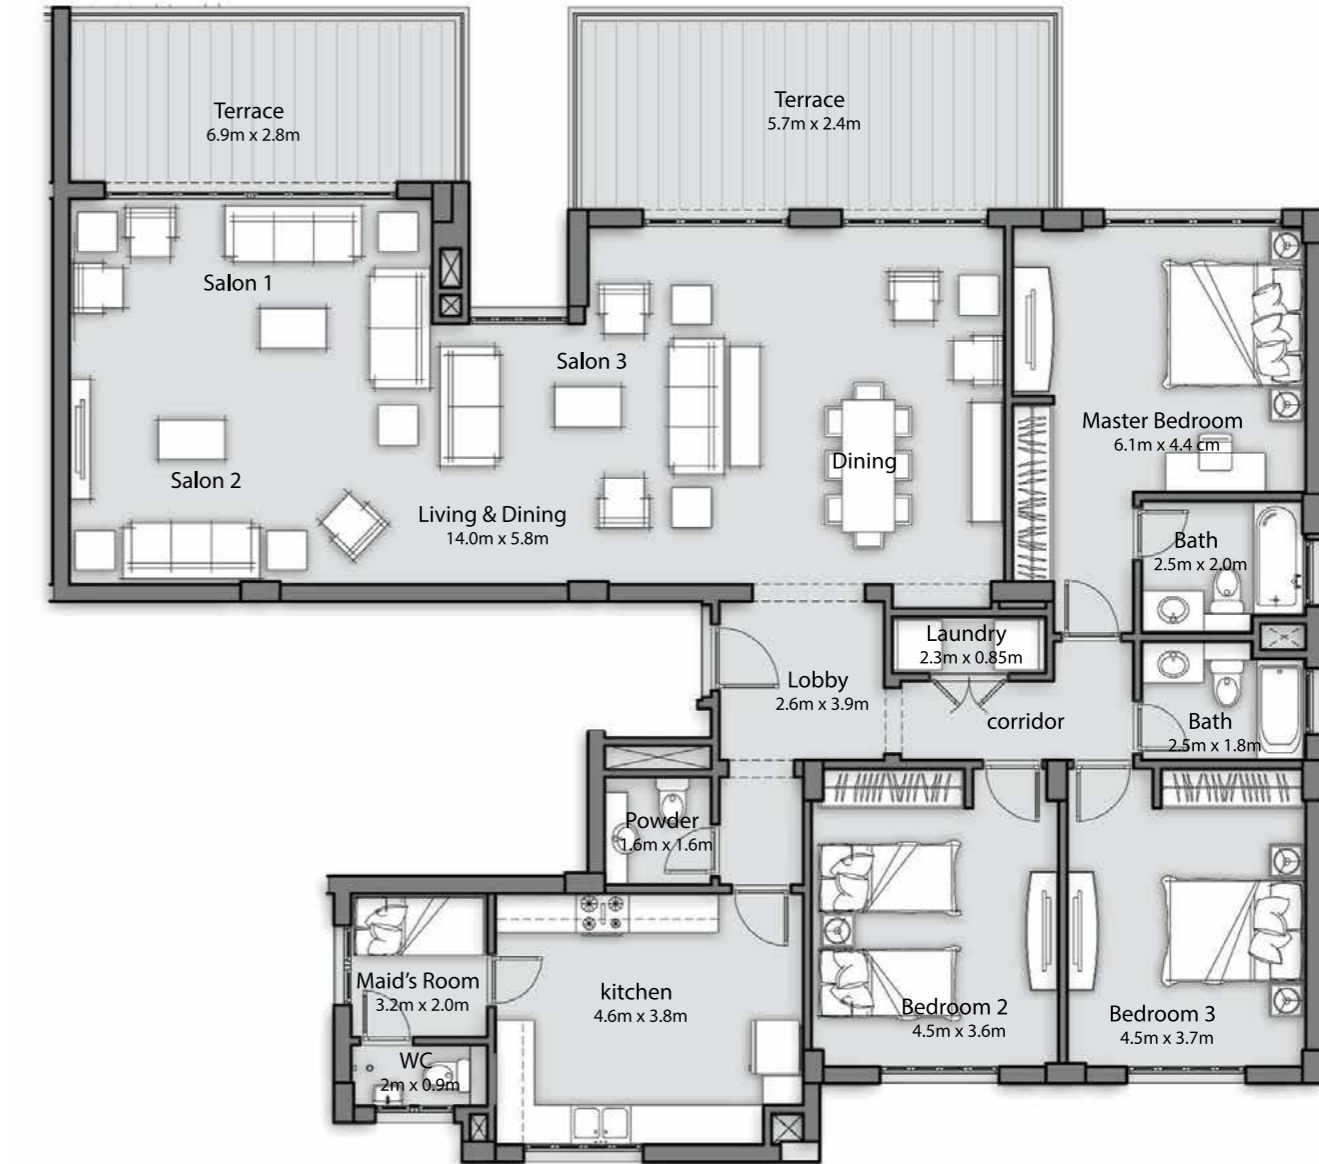 Terrace
6.9m x 2.8m
Terrace
5.7m x 2.4m
Salon 1
Salon 3
Master Bedroom
6.1m x 4.4 cm
Dining
Salon 2
Living & Dining
14.0m x 5.8m
Bath
2.5m x 2.0m
Laundry
2.3m x 0.85m
Lobby
2.6m x 3.9m
corridor
Bath
2.5m x 1.8m
Powder
1.6m x 1.6m
Maid's Room
3.2m x 2.0m
kitchen
4.6m x 3.8m
Bedroom 2
4.5m x 3.6m
Bedroom 3
4.5m x 3.7m
WC
2m x 0.9m